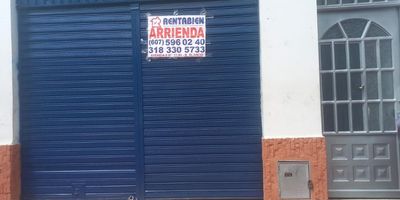 RENTABIEN
ARRIENDA
(607) 596 02 40
318 330 5733